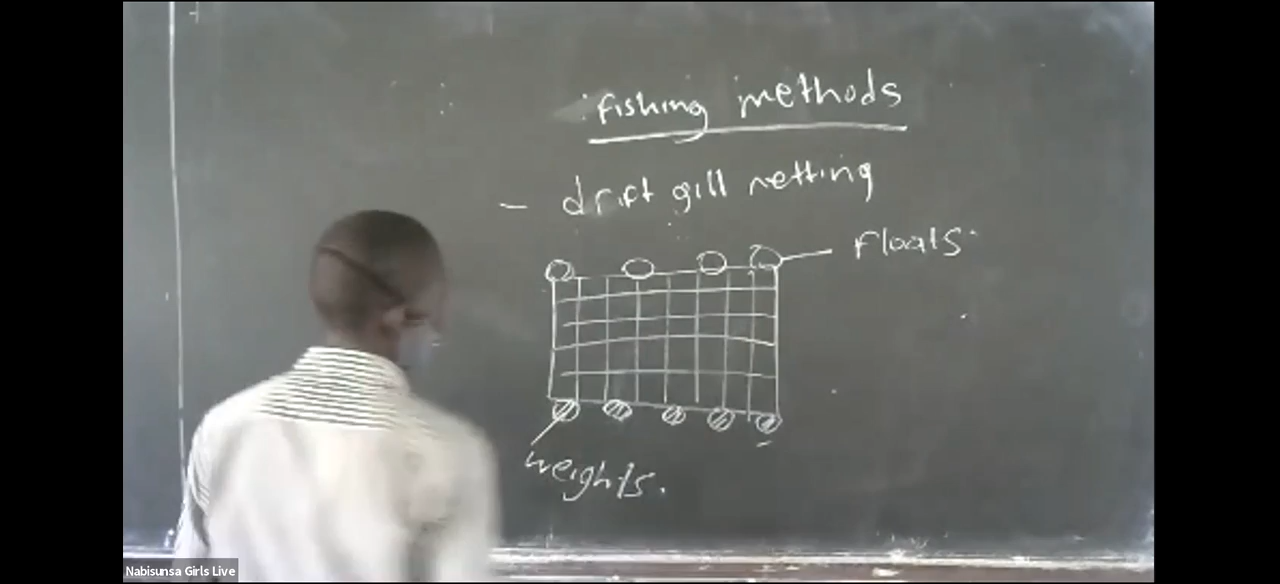 fishing methods
- drift gill netting
floats.
weights.
Nabisunsa Girls Live